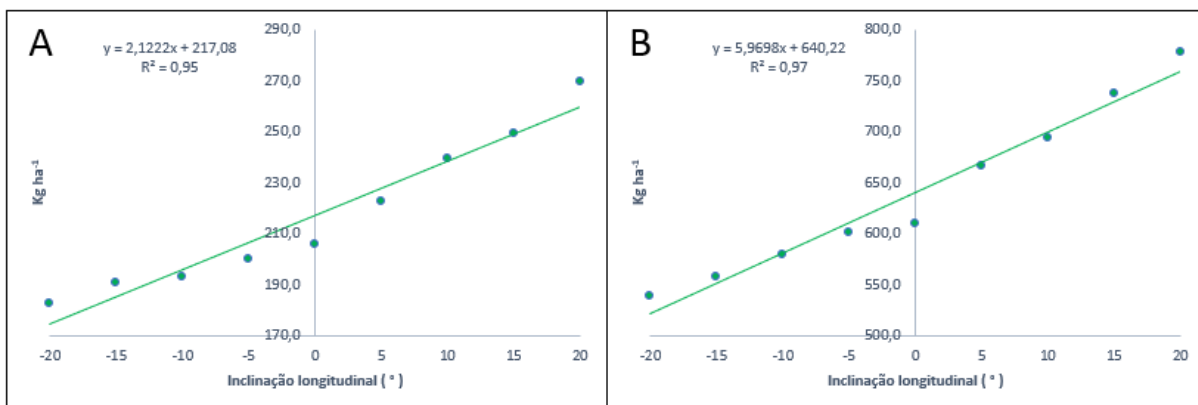 A
y = 2,1222x + 217,08
R² = 0,95
290,0
270,0
250,0
230,0
210,0
190,0
170,0
Kg ha⁻¹
-20 -15 -10 -5 0 5 10 15 20
Inclinação longitudinal ( ° )
B
y = 5,9698x + 640,22
R² = 0,97
800,0
750,0
700,0
650,0
600,0
550,0
500,0
Kg ha⁻¹
-20 -15 -10 -5 0 5 10 15 20
Inclinação longitudinal ( ° )